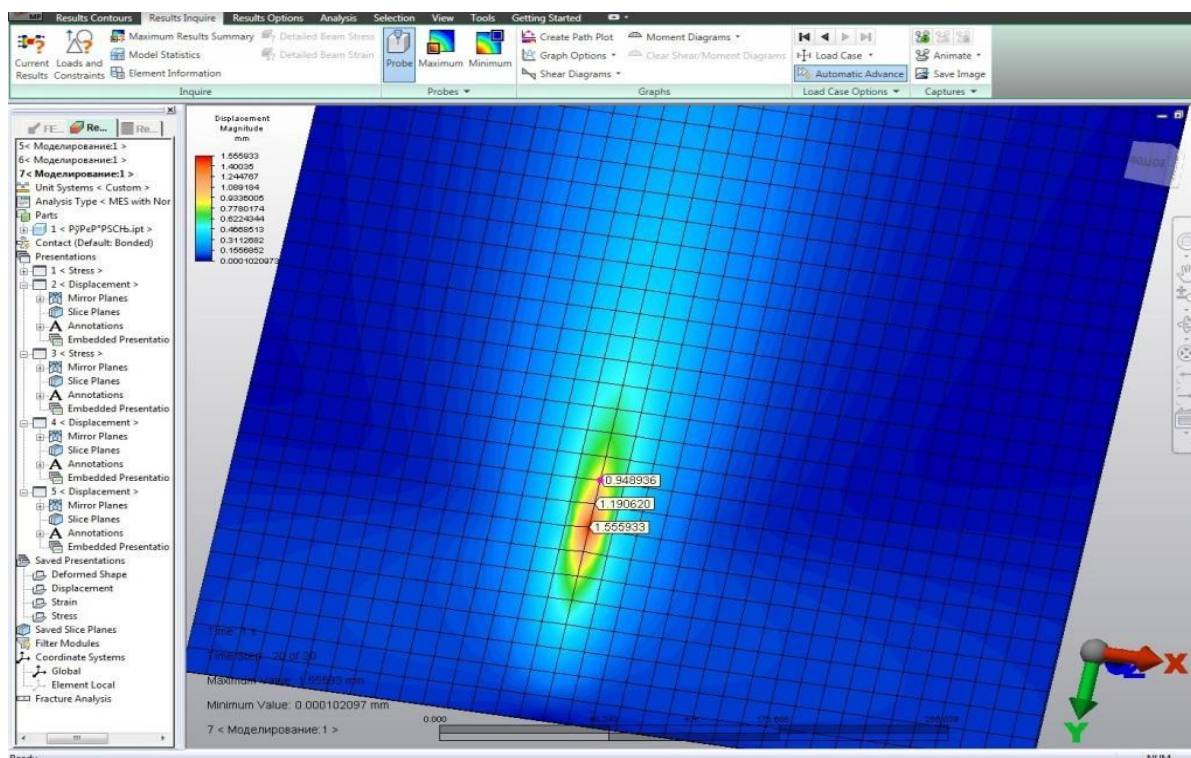 MP
Results Contours Results Inquire Results Options Analysis Selection View Tools Getting Started
Current Results
Loads and Constraints
Maximum Results Summary
Model Statistics
Element Information
Detailed Beam Stress
Detailed Beam Strain
Inquire
Probe Maximum Minimum
Probes
Create Path Plot
Graph Options
Shear Diagrams
Moment Diagrams
Clear Shear/Moment Diagrams
Graphs
Load Case
Automatic Advance
Load Case Options
Animate
Save Image
Captures
FE... Re... Re...
5< Моделирование:1 >
6< Моделирование:1 >
7< Моделирование:1 >
Unit Systems < Custom >
Analysis Type < MES with Nor
Parts
Contact (Default: Bonded)
Presentations
1 < Stress >
2 < Displacement >
Mirror Planes
Slice Planes
Annotations
Embedded Presentatio
3 < Stress >
Mirror Planes
Slice Planes
Annotations
Embedded Presentatio
4 < Displacement >
Mirror Planes
Slice Planes
Annotations
Embedded Presentatio
5 < Displacement >
Mirror Planes
Slice Planes
Annotations
Embedded Presentatio
Saved Presentations
Deformed Shape
Displacement
Strain
Stress
Saved Slice Planes
Filter Modules
Coordinate Systems
Global
Element Local
Fracture Analysis
Displacement
Magnitude
mm
1.555933
1.40035
1.244767
1.089184
0.9336005
0.7780174
0.6224344
0.4668513
0.3112682
0.1556852
0.0001020973
0.948936
1.190620
1.555933
Maximum Value: 1.55593 mm
Minimum Value: 0.000102097 mm
7 < Моделирование:1 >
0.000
X
Y
Z